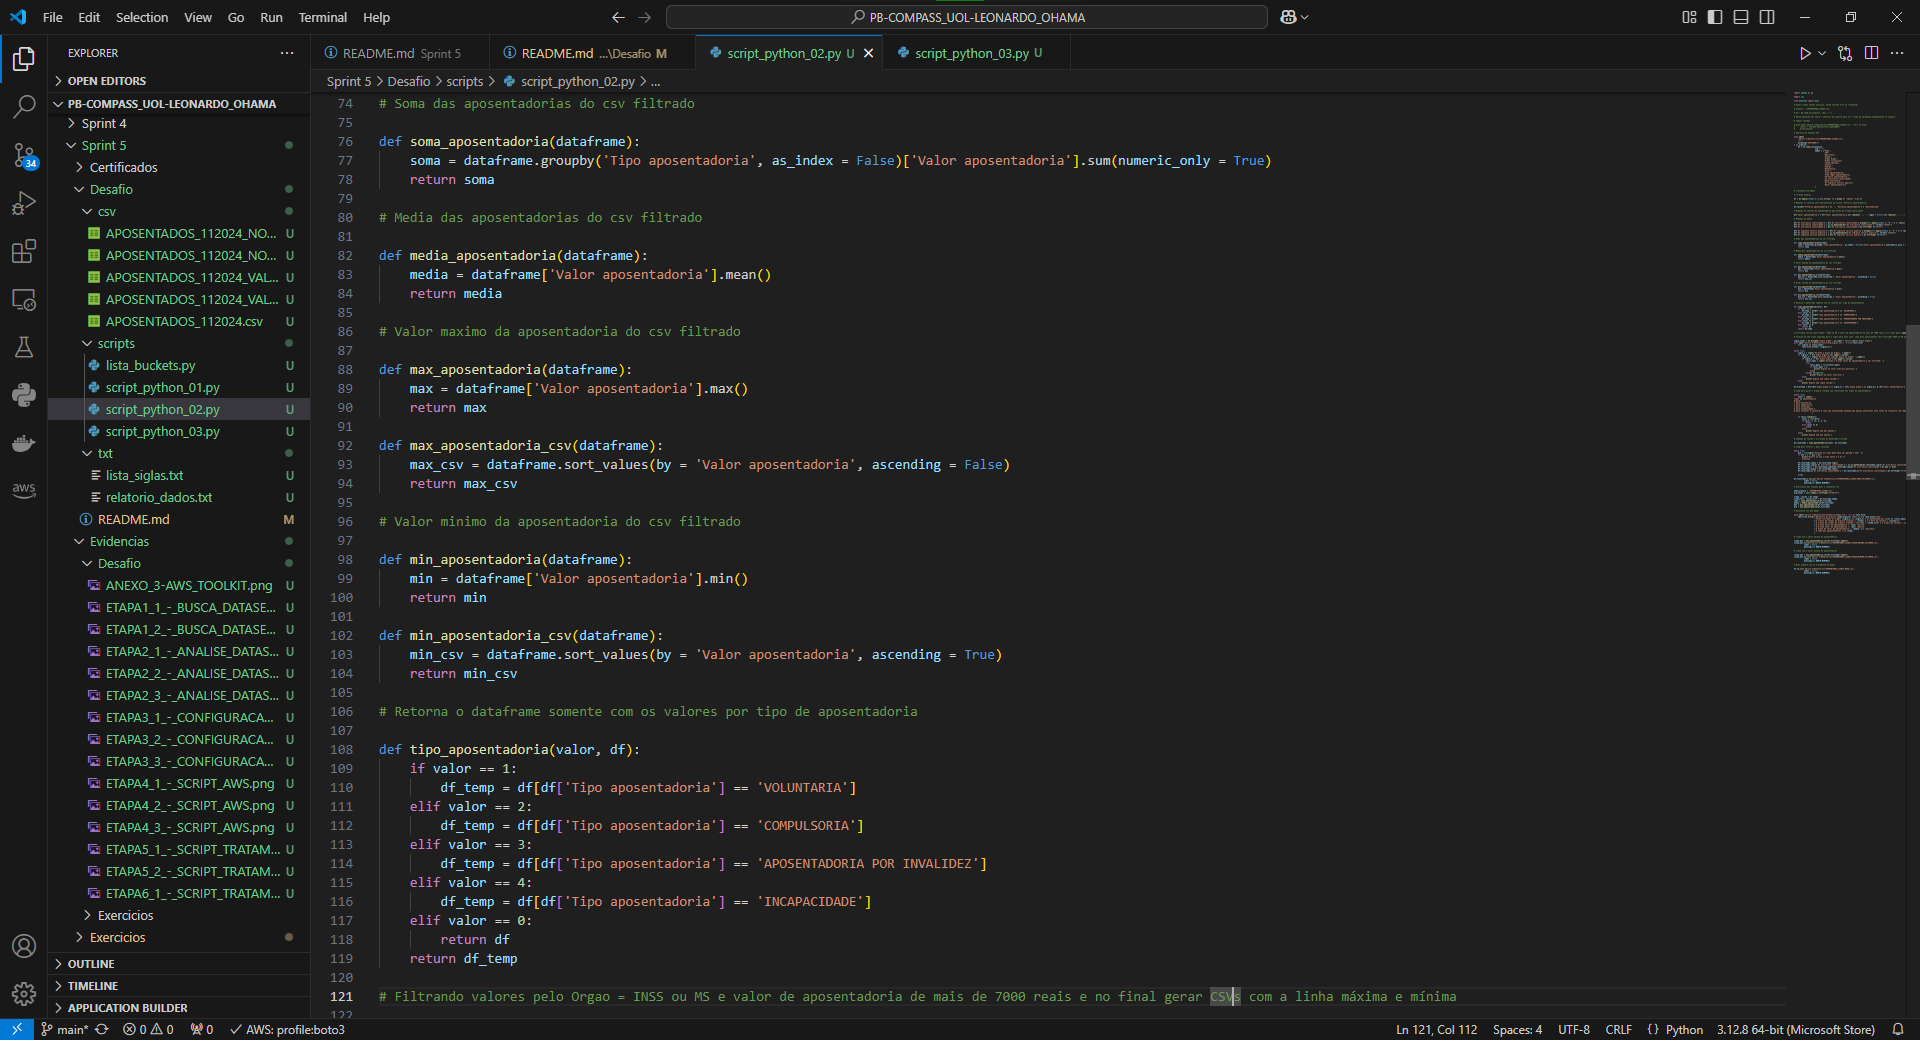 File Edit Selection View Go Run Terminal Help
PB-COMPASS_UOL-LEONARDO_OHAMA
EXPLORER
OPEN EDITORS
PB-COMPASS_UOL-LEONARDO_OHAMA
Sprint 4
Sprint 5
Certificados
Desafio
csv
APOSENTADOS_112024_NO... U
APOSENTADOS_112024_NO... U
APOSENTADOS_112024_VAL... U
APOSENTADOS_112024_VAL... U
APOSENTADOS_112024.csv U
scripts
lista_buckets.py U
script_python_01.py U
script_python_02.py U
script_python_03.py U
txt
lista_siglas.txt U
relatorio_dados.txt U
README.md M
Evidencias
Desafio
ANEXO_3-AWS_TOOLKIT.png U
ETAPA1_1_-_BUSCA_DATASE... U
ETAPA1_2_-_BUSCA_DATASE... U
ETAPA2_1_-_ANALISE_DATAS... U
ETAPA2_2_-_ANALISE_DATAS... U
ETAPA2_3_-_ANALISE_DATAS... U
ETAPA3_1_-_CONFIGURACA... U
ETAPA3_2_-_CONFIGURACA... U
ETAPA3_3_-_CONFIGURACA... U
ETAPA4_1_-_SCRIPT_AWS.png U
ETAPA4_2_-_SCRIPT_AWS.png U
ETAPA4_3_-_SCRIPT_AWS.png U
ETAPA5_1_-_SCRIPT_TRATAM... U
ETAPA5_2_-_SCRIPT_TRATAM... U
ETAPA6_1_-_SCRIPT_TRATAM... U
Exercicios
Exercicios
OUTLINE
TIMELINE
APPLICATION BUILDER
34
aws
README.md Sprint 5 README.md ...\Desafio M script_python_02.py U script_python_03.py U
Sprint 5 > Desafio > scripts > script_python_02.py > ...
74 # Soma das aposentadorias do csv filtrado
75
76 def soma_aposentadoria(dataframe):
77 soma = dataframe.groupby('Tipo aposentadoria', as_index = False)['Valor aposentadoria'].sum(numeric_only = True)
78 return soma
79
80 # Media das aposentadorias do csv filtrado
81
82 def media_aposentadoria(dataframe):
83 media = dataframe['Valor aposentadoria'].mean()
84 return media
85
86 # Valor maximo da aposentadoria do csv filtrado
87
88 def max_aposentadoria(dataframe):
89 max = dataframe['Valor aposentadoria'].max()
90 return max
91
92 def max_aposentadoria_csv(dataframe):
93 max_csv = dataframe.sort_values(by = 'Valor aposentadoria', ascending = False)
94 return max_csv
95
96 # Valor minimo da aposentadoria do csv filtrado
97
98 def min_aposentadoria(dataframe):
99 min = dataframe['Valor aposentadoria'].min()
100 return min
101
102 def min_aposentadoria_csv(dataframe):
103 min_csv = dataframe.sort_values(by = 'Valor aposentadoria', ascending = True)
104 return min_csv
105
106 # Retorna o dataframe somente com os valores por tipo de aposentadoria
107
108 def tipo_aposentadoria(valor, df):
109 if valor == 1:
110 df_temp = df[df['Tipo aposentadoria'] == 'VOLUNTARIA']
111 elif valor == 2:
112 df_temp = df[df['Tipo aposentadoria'] == 'COMPULSORIA']
113 elif valor == 3:
114 df_temp = df[df['Tipo aposentadoria'] == 'APOSENTADORIA POR INVALIDEZ']
115 elif valor == 4:
116 df_temp = df[df['Tipo aposentadoria'] == 'INCAPACIDADE']
117 elif valor == 0:
118 return df
119 return df_temp
120
121 # Filtrando valores pelo Orgao = INSS ou MS e valor de aposentadoria de mais de 7000 reais e no final gerar CSVs com a linha máxima e mínima
122
main* 0 0 0 AWS: profile:boto3 Ln 121, Col 112 Spaces: 4 UTF-8 CRLF {} Python 3.12.8 64-bit (Microsoft Store)